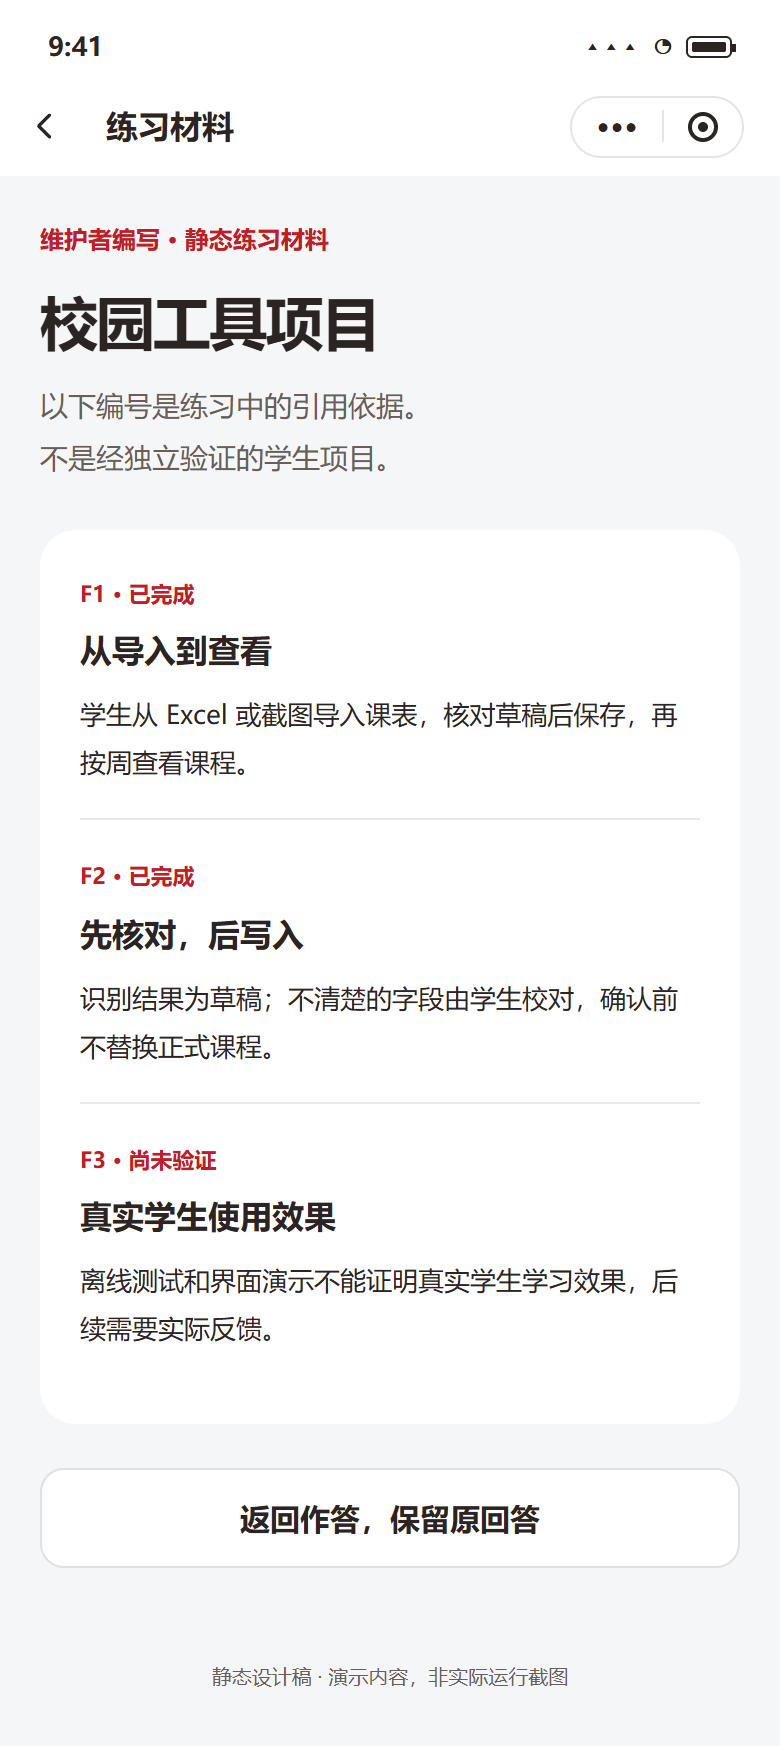 9:41
练习材料
维护者编写 • 静态练习材料
校园工具项目
以下编号是练习中的引用依据。
不是经独立验证的学生项目。
F1 • 已完成
从导入到查看
学生从 Excel 或截图导入课表，核对草稿后保存，再
按周查看课程。
F2 • 已完成
先核对，后写入
识别结果为草稿；不清楚的字段由学生校对，确认前
不替换正式课程。
F3 • 尚未验证
真实学生使用效果
离线测试和界面演示不能证明真实学生学习效果，后
续需要实际反馈。
返回作答，保留原回答
静态设计稿 · 演示内容，非实际运行截图